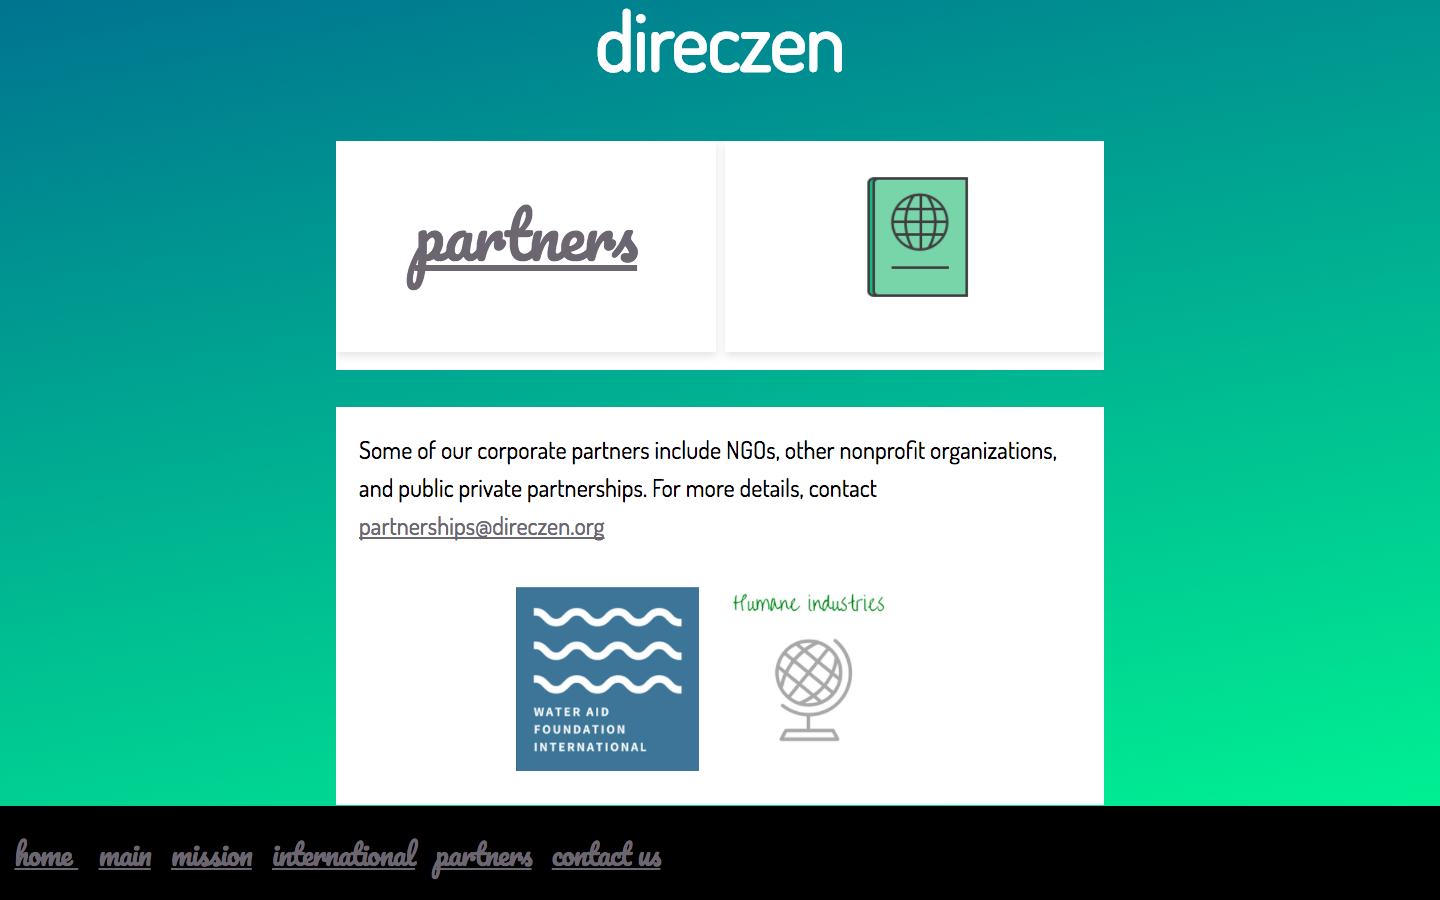 direczen
partners
Some of our corporate partners include NGOs, other nonprofit organizations,
and public private partnerships. For more details, contact
partnerships@direczen.org
WATER AID
FOUNDATION
INTERNATIONAL
Humane industries
home main mission international partners contact us